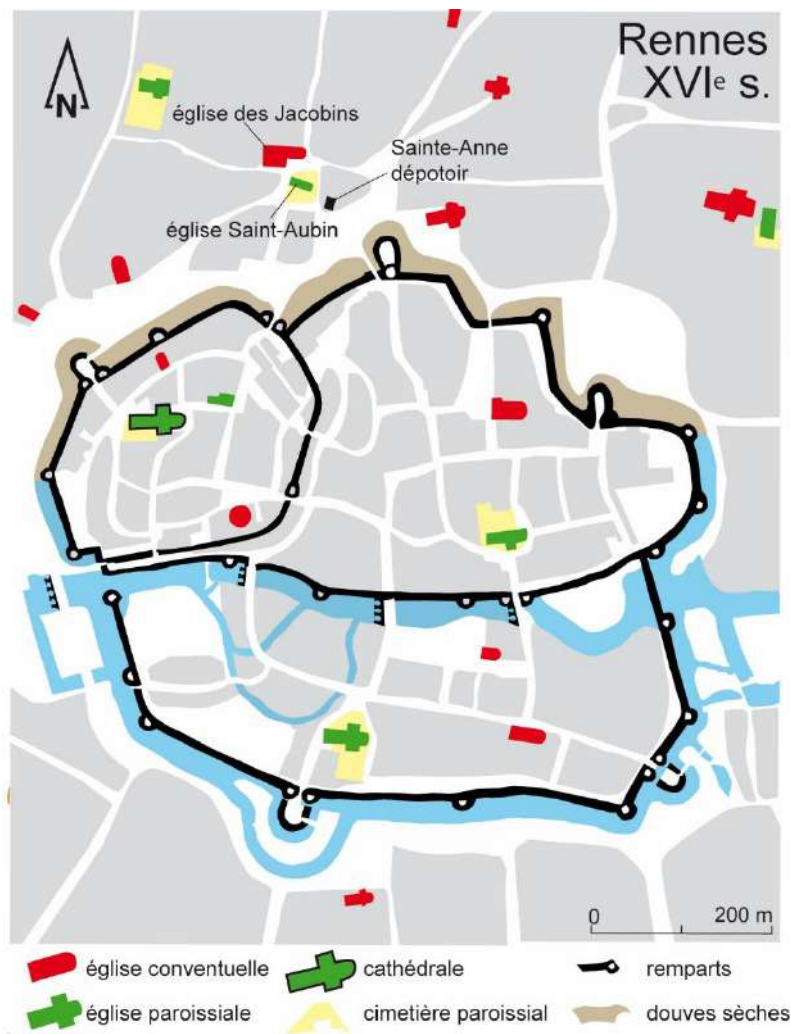 Rennes
XVIe s.
N
église des Jacobins
Sainte-Anne
dépotoir
église Saint-Aubin
0 200 m
église conventuelle
cathédrale
remparts
église paroissiale
cimetière paroissial
douves sèches